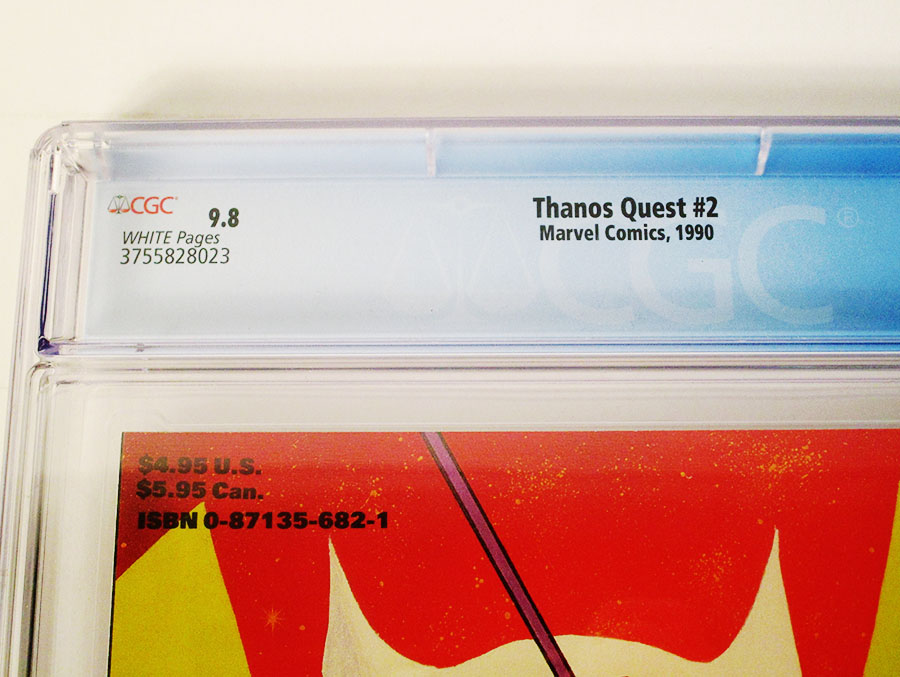 CGC
9.8
WHITE Pages
3755828023
Thanos Quest #2
Marvel Comics, 1990
CGC®
$4.95 U.S.
$5.95 Can.
ISBN 0-87135-682-1